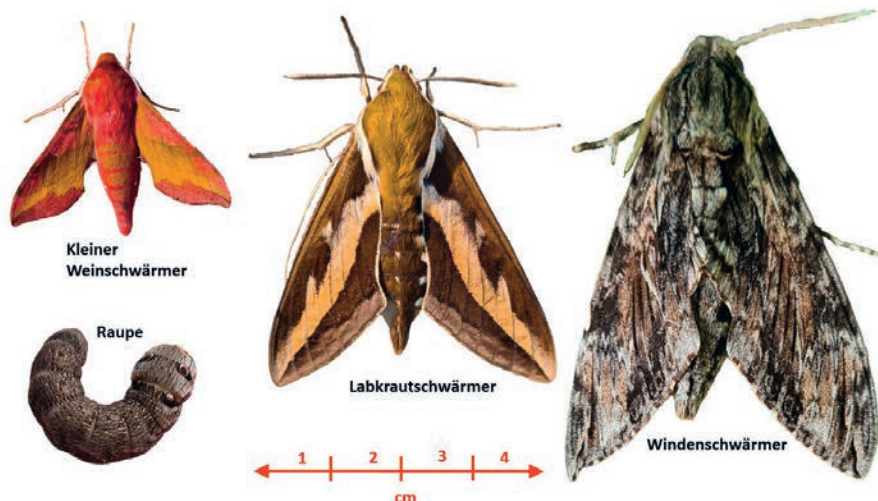 Kleiner
Weinschwärmer
Raupe
Labkrautschwärmer
Windenschwärmer
1 2 3 4
cm